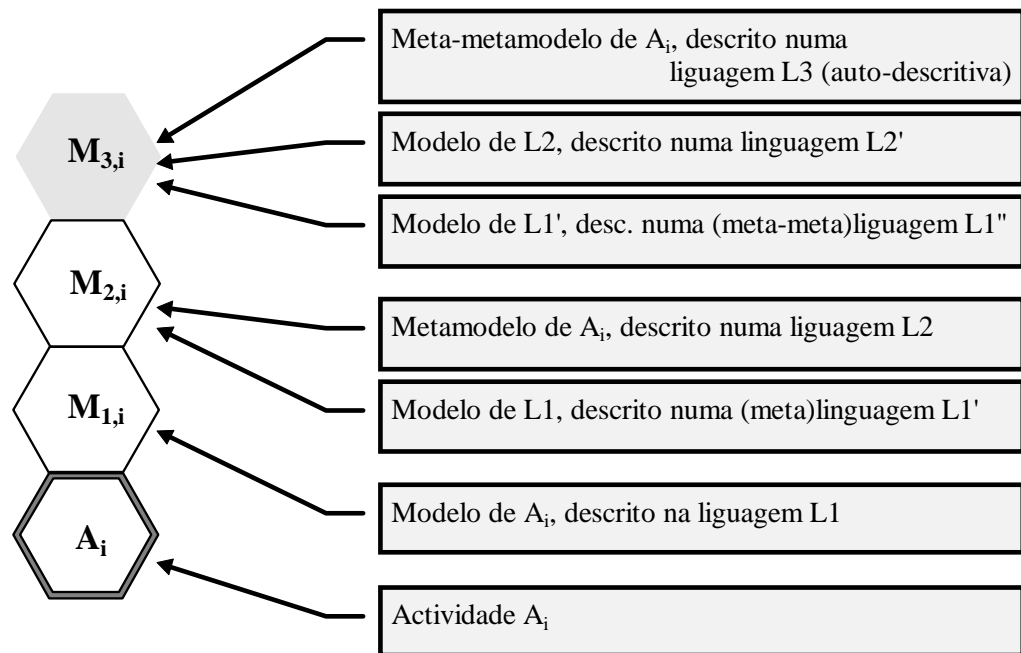 Meta-metamodelo de Ai, descrito numa
liguagem L3 (auto-descritiva)
M3,i
Modelo de L2, descrito numa linguagem L2'
Modelo de L1', desc. numa (meta-meta)liguagem L1"
M2,i
Metamodelo de Ai, descrito numa liguagem L2
M1,i
Modelo de L1, descrito numa (meta)linguagem L1'
Modelo de Ai, descrito na liguagem L1
Ai
Actividade Ai